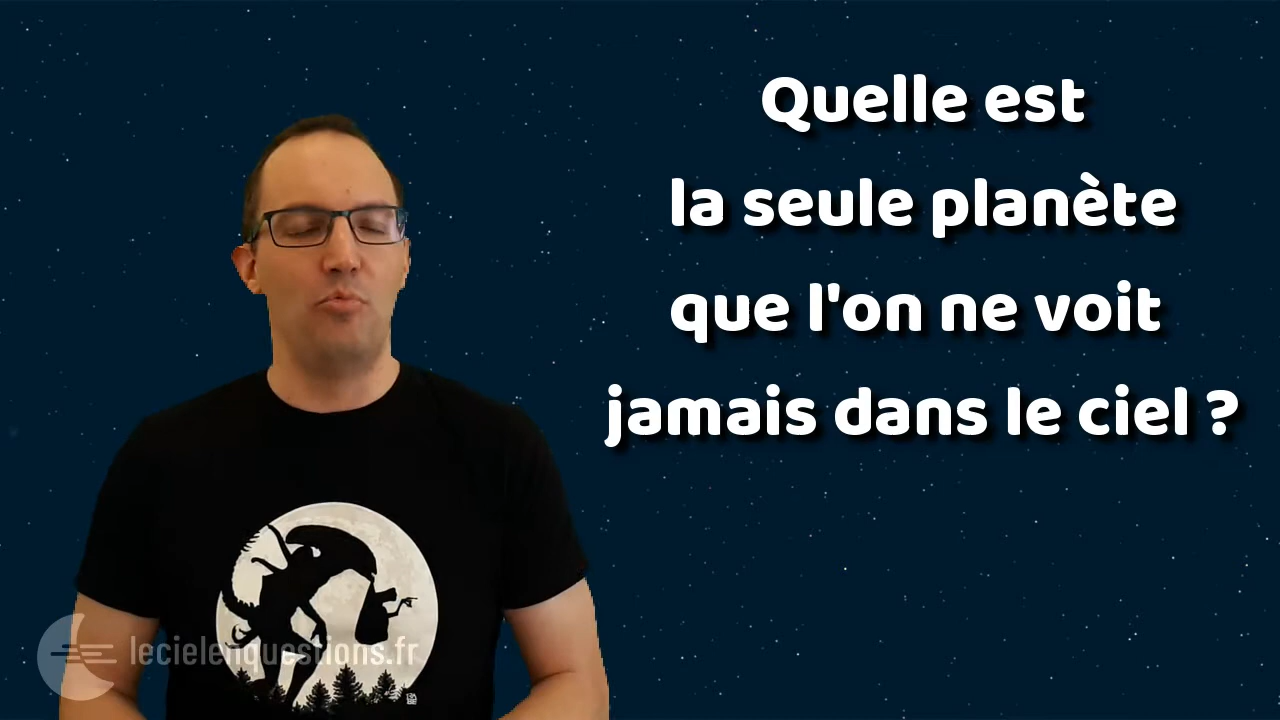 Quelle est
la seule planète
que l'on ne voit
jamais dans le ciel ?
lecielenquestions.fr